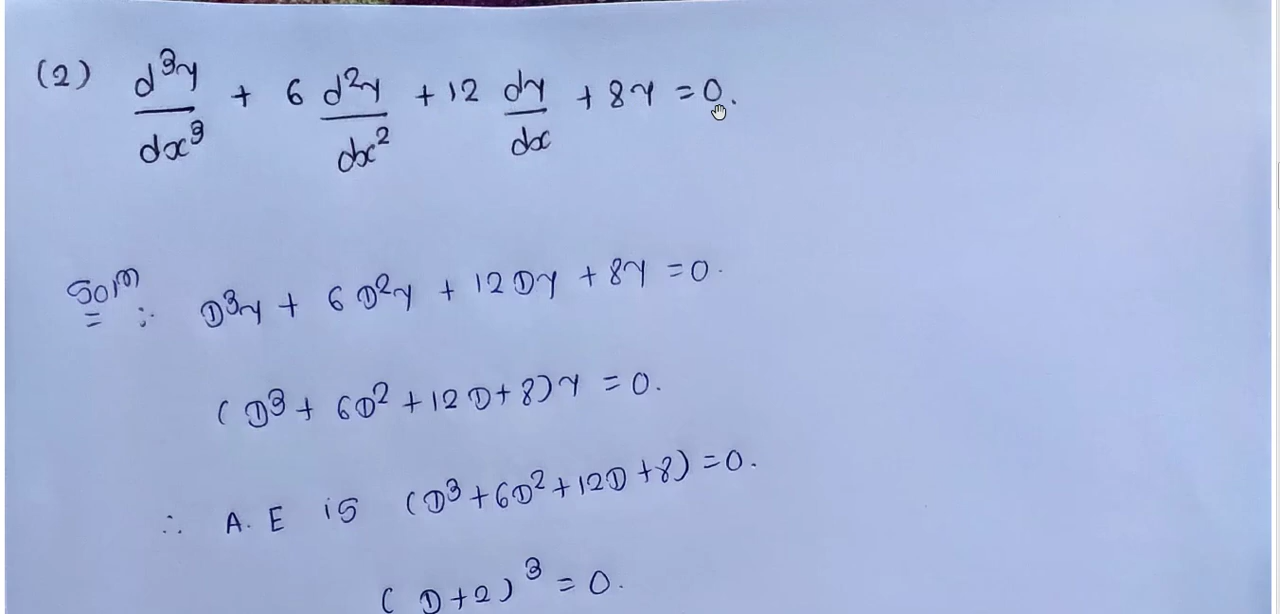 (2) d³y/dx³ + 6 d²y/dx² + 12 dy/dx + 8y = 0.
Soln :. D³y + 6D²y + 12Dy + 8y = 0.
(D³ + 6D² + 12D + 8)y = 0.
∴ A.E is (D³ + 6D² + 12D + 8) = 0.
(D + 2)³ = 0.